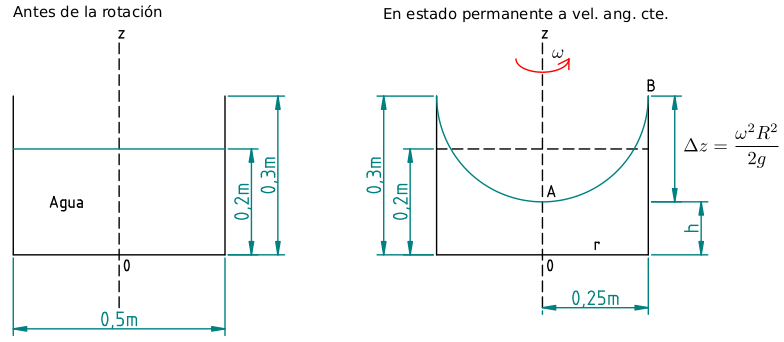 Antes de la rotación
z
Agua
0,2m
0,3m
0
0,5m
En estado permanente a vel. ang. cte.
z
ω
B
Δz = ω²R²/2g
0,3m
0,2m
A
h
r
0
0,25m